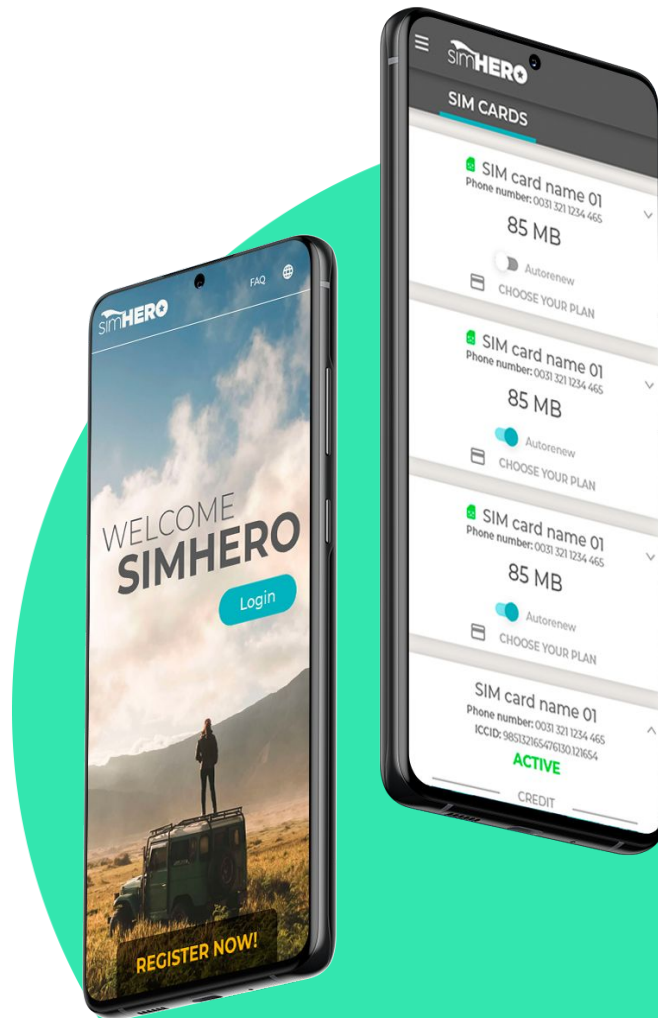 simHERO
FAQ
WELCOME
SIMHERO
Login
REGISTER NOW!
simHERO
SIM CARDS
SIM card name 01
Phone number: 0031 321 1234 465
85 MB
Autorenew
CHOOSE YOUR PLAN
SIM card name 01
Phone number: 0031 321 1234 465
85 MB
Autorenew
CHOOSE YOUR PLAN
SIM card name 01
Phone number: 0031 321 1234 465
85 MB
Autorenew
CHOOSE YOUR PLAN
SIM card name 01
Phone number: 0031 321 1234 465
ICCID: 985132165476130.121654
ACTIVE
CREDIT